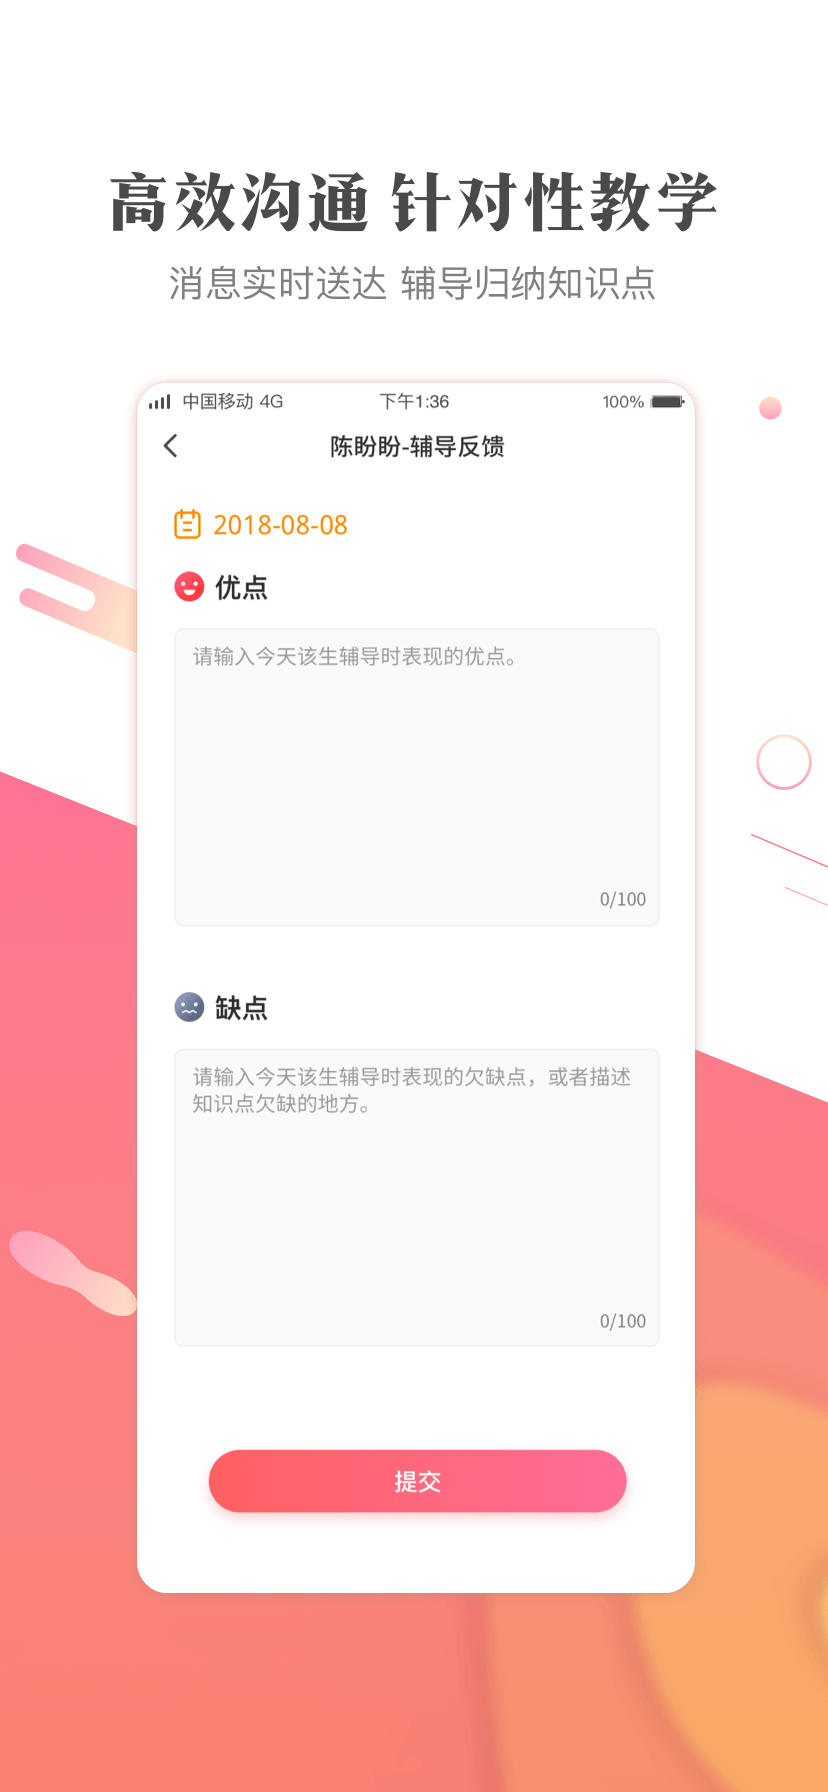 高效沟通 针对性教学
消息实时送达 辅导归纳知识点
中国移动 4G 下午1:36 100%
陈盼盼-辅导反馈
2018-08-08
优点
请输入今天该生辅导时表现的优点。
0/100
缺点
请输入今天该生辅导时表现的欠缺点，或者描述
知识点欠缺的地方。
0/100
提交